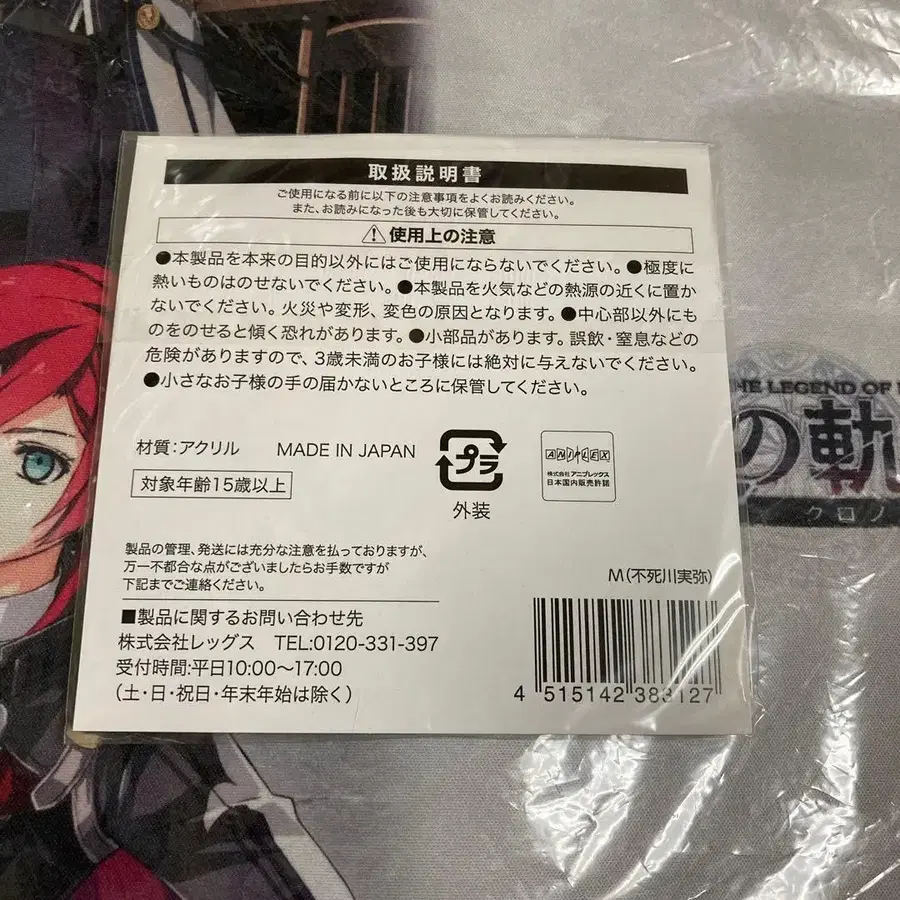 取扱説明書
ご使用になる前に以下の注意事項をよくお読みください。
また、お読みになった後も大切に保管してください。
⚠使用上の注意
●本製品を本来の目的以外にはご使用にならないでください。●極度に
熱いものはのせないでください。●本製品を火気などの熱源の近くに置か
ないでください。火災や変形、変色の原因となります。●中心部以外にも
のをのせると傾く恐れがあります。●小部品があります。誤飲・窒息などの
危険がありますので、3歳未満のお子様には絶対に与えないでください。
●小さなお子様の手の届かないところに保管してください。
材質:アクリル MADE IN JAPAN
対象年齢15歳以上
プラ
外装
ANIPLEX
株式会社アニプレックス
日本国内販売許諾
製品の管理、発送には充分な注意を払っておりますが、
万一不都合な点がございましたらお手数ですが
下記までご連絡ください。
■製品に関するお問い合わせ先
株式会社レッグス TEL:0120-331-397
受付時間:平日10:00〜17:00
(土・日・祝日・年末年始は除く)
M(不死川実弥)
4 515142 383127
THE LEGEND OF
の軌
クロノ